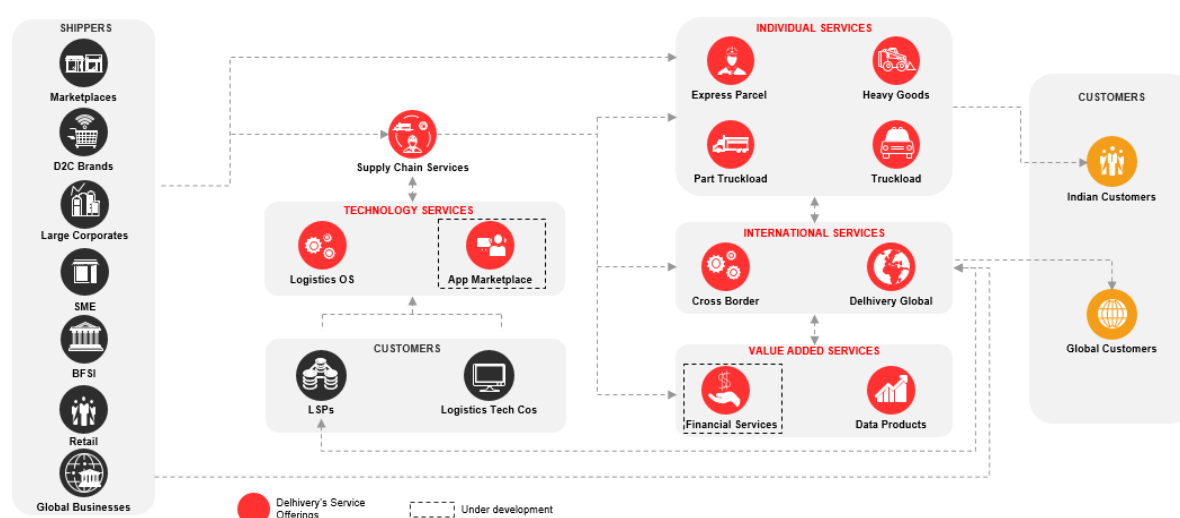 SHIPPERS
Marketplaces
D2C Brands
Large Corporates
SME
BFSI
Retail
Global Businesses
Supply Chain Services
TECHNOLOGY SERVICES
Logistics OS
App Marketplace
CUSTOMERS
LSPs
Logistics Tech Cos
INDIVIDUAL SERVICES
Express Parcel
Heavy Goods
Part Truckload
Truckload
INTERNATIONAL SERVICES
Cross Border
Delhivery Global
VALUE ADDED SERVICES
Financial Services
Data Products
CUSTOMERS
Indian Customers
Global Customers
Delhivery's Service
Offerings
Under development